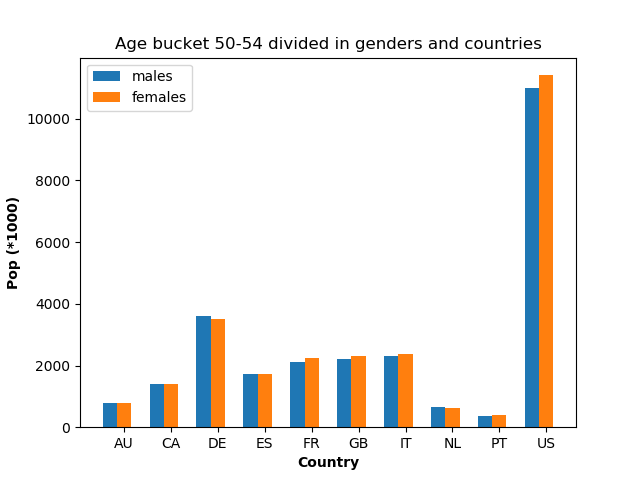 Age bucket 50-54 divided in genders and countries
males
females
10000
8000
6000
4000
2000
0
Pop (*1000)
AU CA DE ES FR GB IT NL PT US
Country